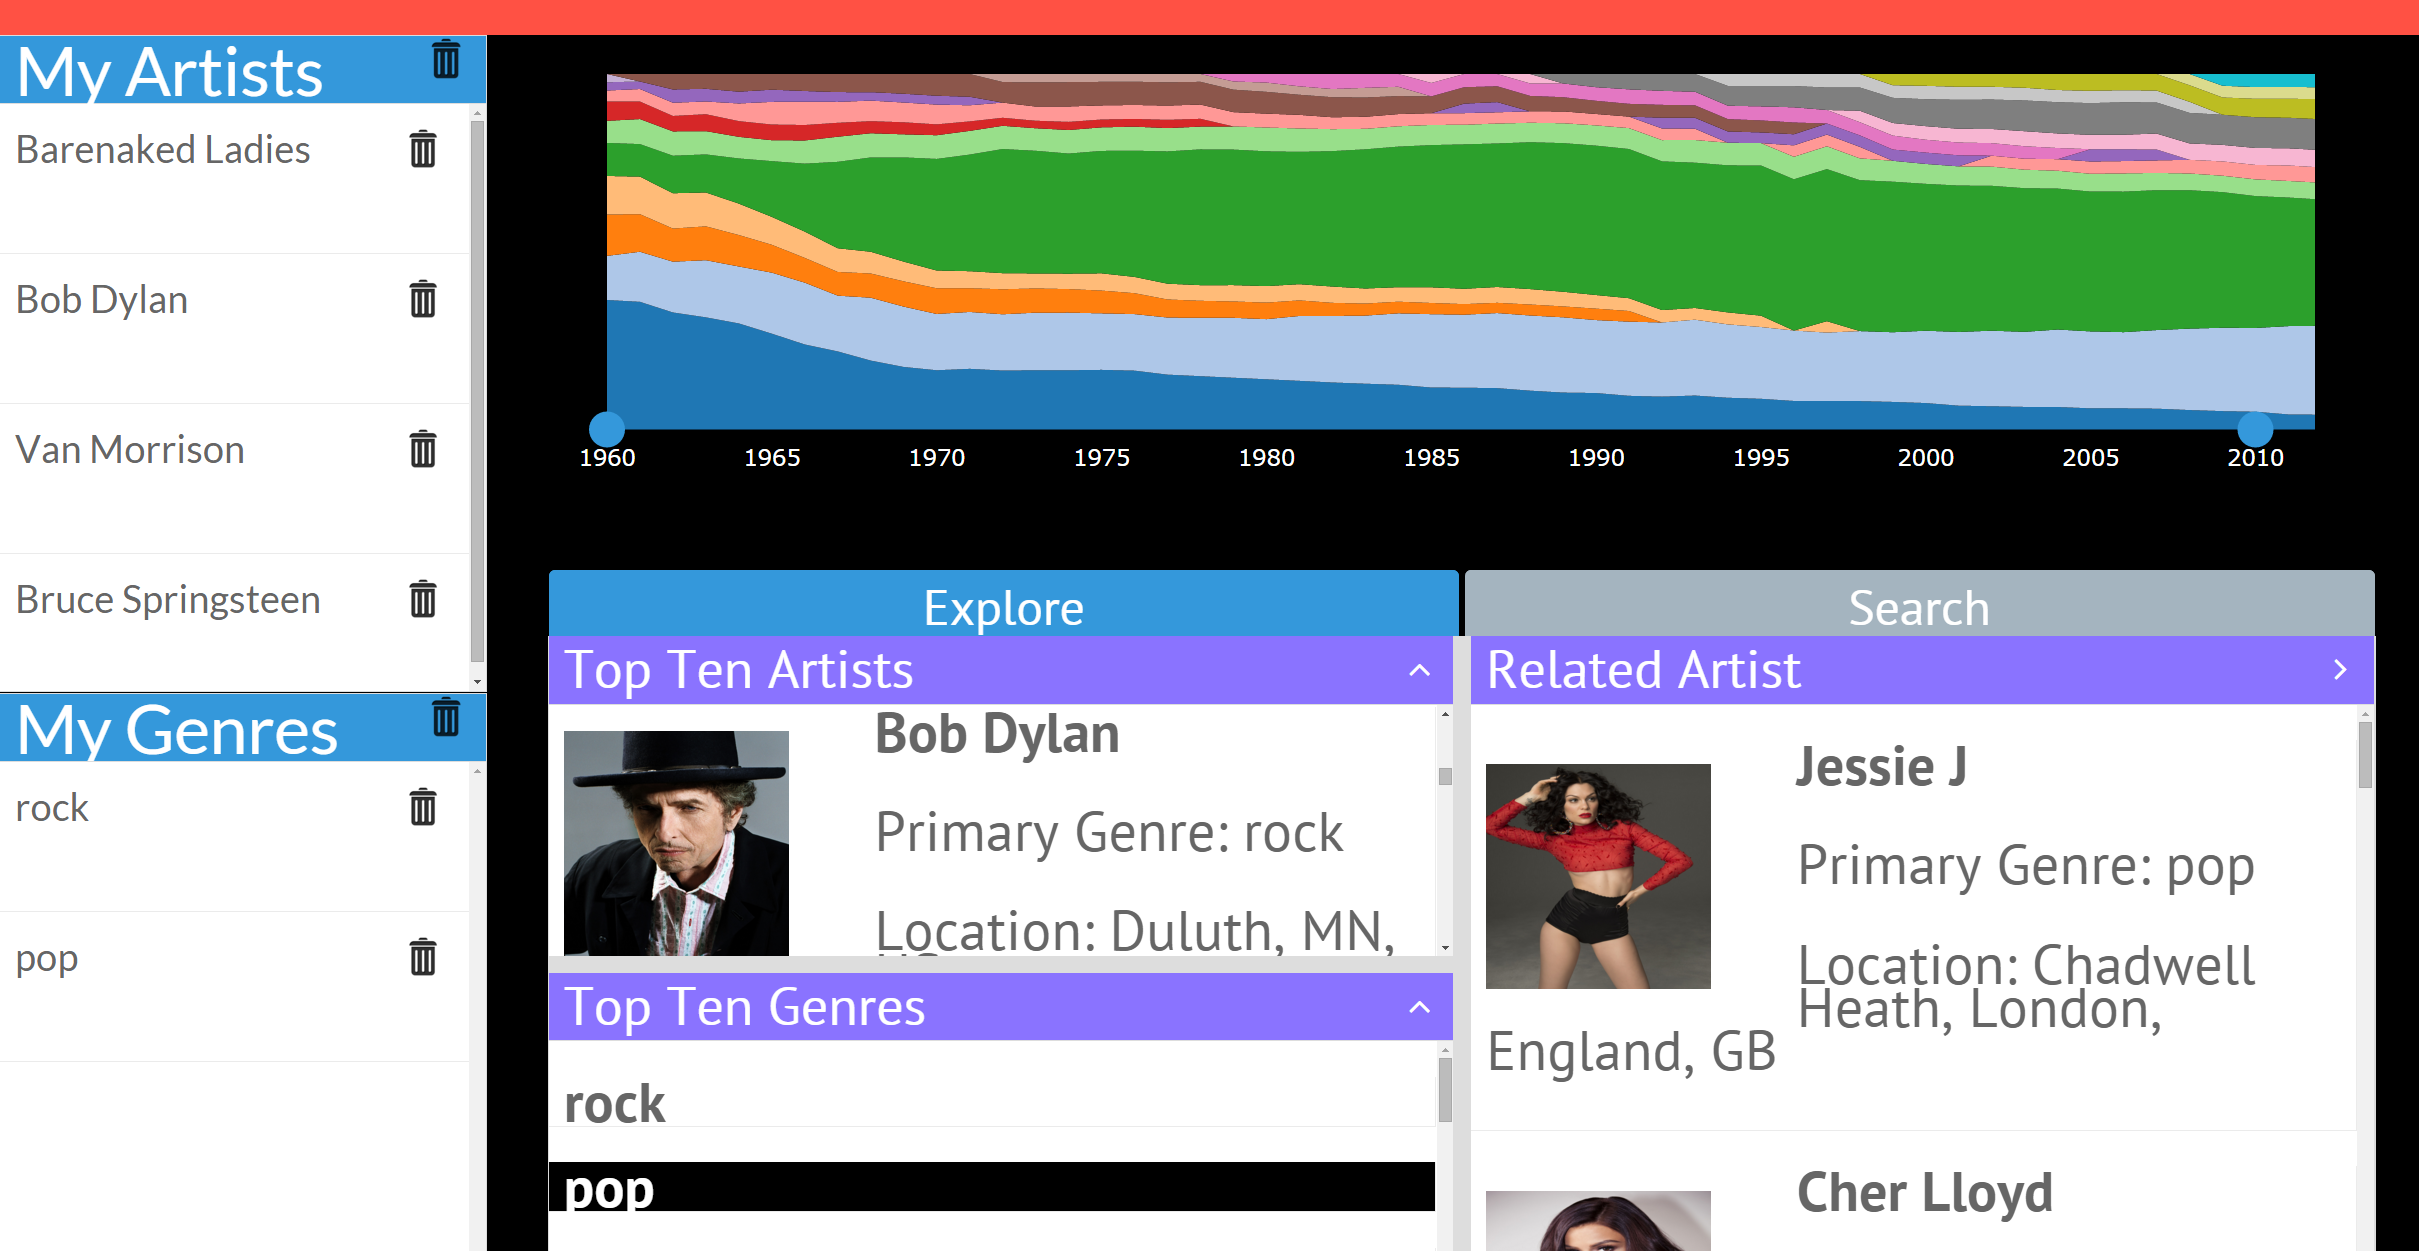 My Artists
Barenaked Ladies
Bob Dylan
Van Morrison
Bruce Springsteen
My Genres
rock
pop
1960 1965 1970 1975 1980 1985 1990 1995 2000 2005 2010
Explore
Search
Top Ten Artists
Bob Dylan
Primary Genre: rock
Location: Duluth, MN,
Top Ten Genres
rock
pop
Related Artist
Jessie J
Primary Genre: pop
Location: Chadwell
Heath, London,
England, GB
Cher Lloyd